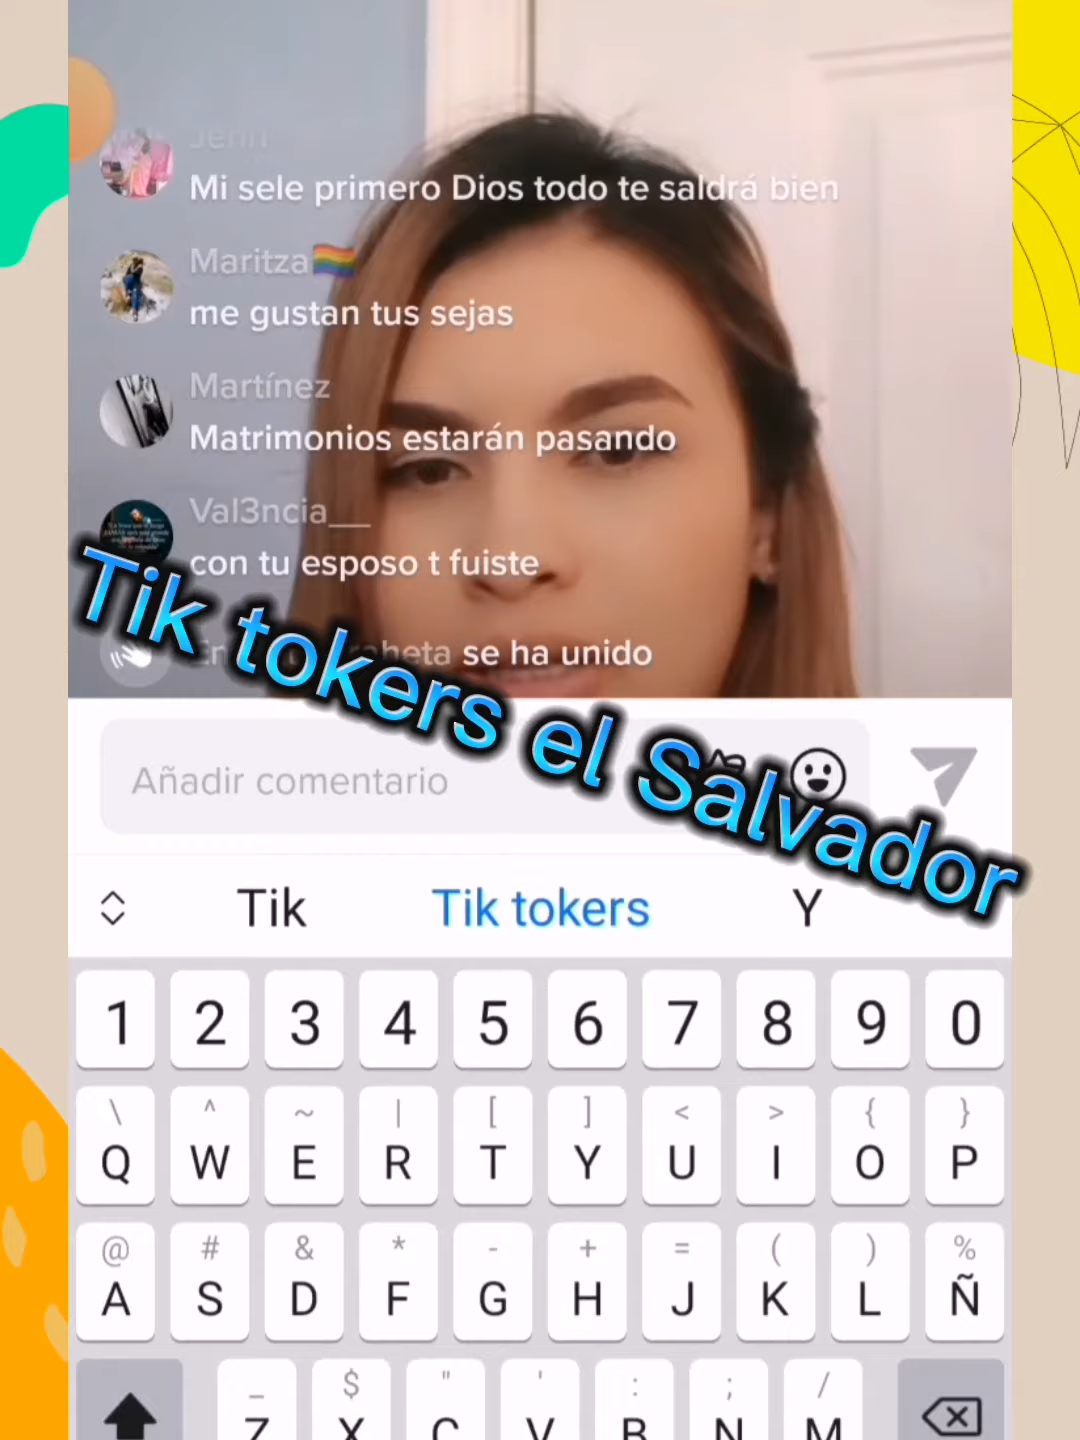 Jenn
Mi sele primero Dios todo te saldrá bien
Maritza🏳️‍🌈
me gustan tus sejas
Martínez
Matrimonios estarán pasando
Val3ncia__
con tu esposo t fuiste
se ha unido
Tik tokers el Salvador
Añadir comentario
Tik Tik tokers Y
1 2 3 4 5 6 7 8 9 0
\ ^ ~ | [ ] < > { }
Q W E R T Y U I O P
@ # & * - + = ( ) %
A S D F G H J K L Ñ
_ $ " ' : ; /
Z X C V B N M